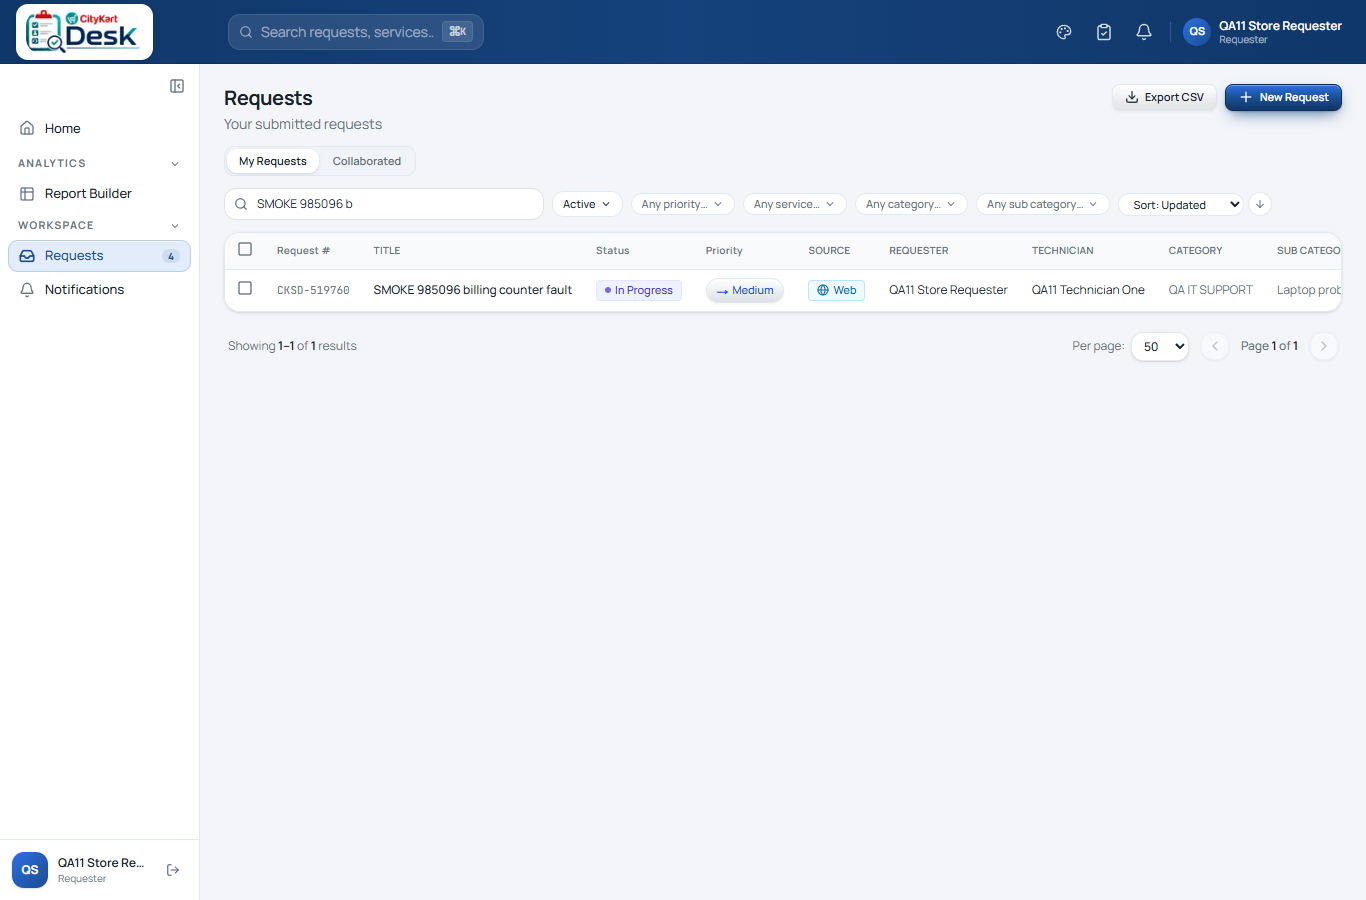 CityKart
Desk
Search requests, services.. ⌘K
QS QA11 Store Requester
Requester
Home
ANALYTICS
Report Builder
WORKSPACE
Requests 4
Notifications
Requests
Your submitted requests
Export CSV
New Request
My Requests Collaborated
SMOKE 985096 b Active Any priority... Any service... Any category... Any sub category... Sort: Updated
Request # TITLE Status Priority SOURCE REQUESTER TECHNICIAN CATEGORY SUB CATEGO
CKSD-519760 SMOKE 985096 billing counter fault In Progress → Medium Web QA11 Store Requester QA11 Technician One QA IT SUPPORT Laptop prob
Showing 1–1 of 1 results Per page: 50 Page 1 of 1
QS QA11 Store Re...
Requester